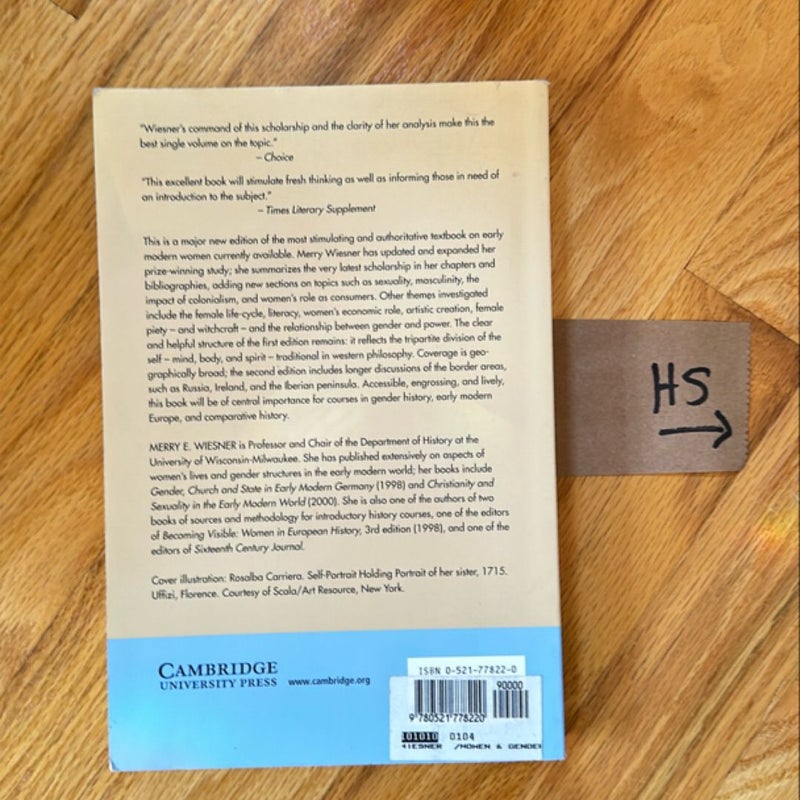 "Wiesner's command of this scholarship and the clarity of her analysis make this the
best single volume on the topic."
– Choice
"This excellent book will stimulate fresh thinking as well as informing those in need of
an introduction to the subject."
– Times Literary Supplement
This is a major new edition of the most stimulating and authoritative textbook on early
modern women currently available. Merry Wiesner has updated and expanded her
prize-winning study; she summarizes the very latest scholarship in her chapters and
bibliographies, adding new sections on topics such as sexuality, masculinity, the
impact of colonialism, and women's role as consumers. Other themes investigated
include the female life-cycle, literacy, women's economic role, artistic creation, female
piety – and witchcraft – and the relationship between gender and power. The clear
and helpful structure of the first edition remains: it reflects the tripartite division of the
self – mind, body, and spirit – traditional in western philosophy. Coverage is geo-
graphically broad; the second edition includes longer discussions of the border areas,
such as Russia, Ireland, and the Iberian peninsula. Accessible, engrossing, and lively,
this book will be of central importance for courses in gender history, early modern
Europe, and comparative history.
MERRY E. WIESNER is Professor and Chair of the Department of History at the
University of Wisconsin-Milwaukee. She has published extensively on aspects of
women's lives and gender structures in the early modern world; her books include
Gender, Church and State in Early Modern Germany (1998) and Christianity and
Sexuality in the Early Modern World (2000). She is also one of the authors of two
books of sources and methodology for introductory history courses, one of the editors
of Becoming Visible: Women in European History, 3rd edition (1998), and one of the
editors of Sixteenth Century Journal.
Cover illustration: Rosalba Carriera. Self-Portrait Holding Portrait of her sister, 1715.
Uffizi, Florence. Courtesy of Scala/Art Resource, New York.
CAMBRIDGE
UNIVERSITY PRESS www.cambridge.org
ISBN 0-521-77822-0
90000
9 780521 778220
101010 0104
WIESNER /WOMEN & GENDER
HS